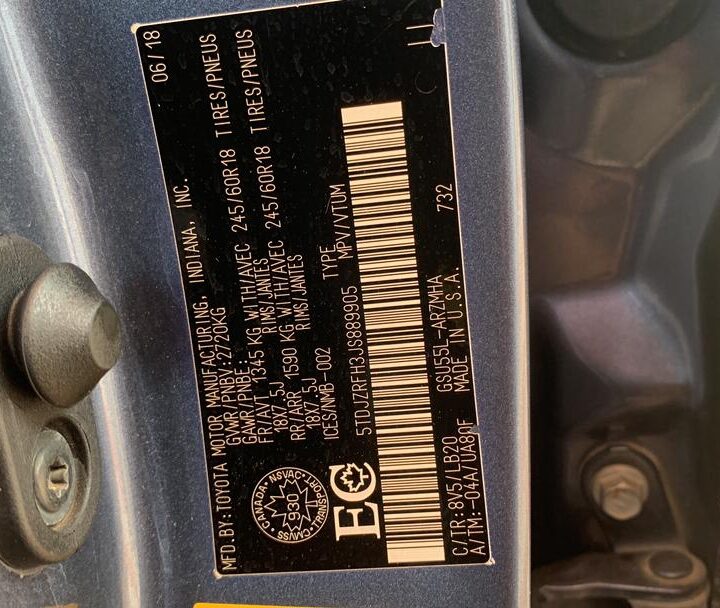 MFD.BY:TOYOTA MOTOR MANUFACTURING, INDIANA, INC. 06/18
GVWR/PNBV:2720KG
GAWR/PNBE:
FR/AVT 1345 KG WITH/AVEC 245/60R18 TIRES/PNEUS
18X7.5J RIMS/JANTES
RR/ARR 1590 KG WITH/AVEC 245/60R18 TIRES/PNEUS
18X7.5J RIMS/JANTES
ICES/NMB-002 TYPE
5TDJZRFH3JS889905 MPV/VTUM
CANADA NSVAC
930
CMVSS TRANSPORT
EC
C/TR:8V5/LB20 GSU55L-ARZMHA 732
A/TM:-04A/UA80F MADE IN U.S.A.